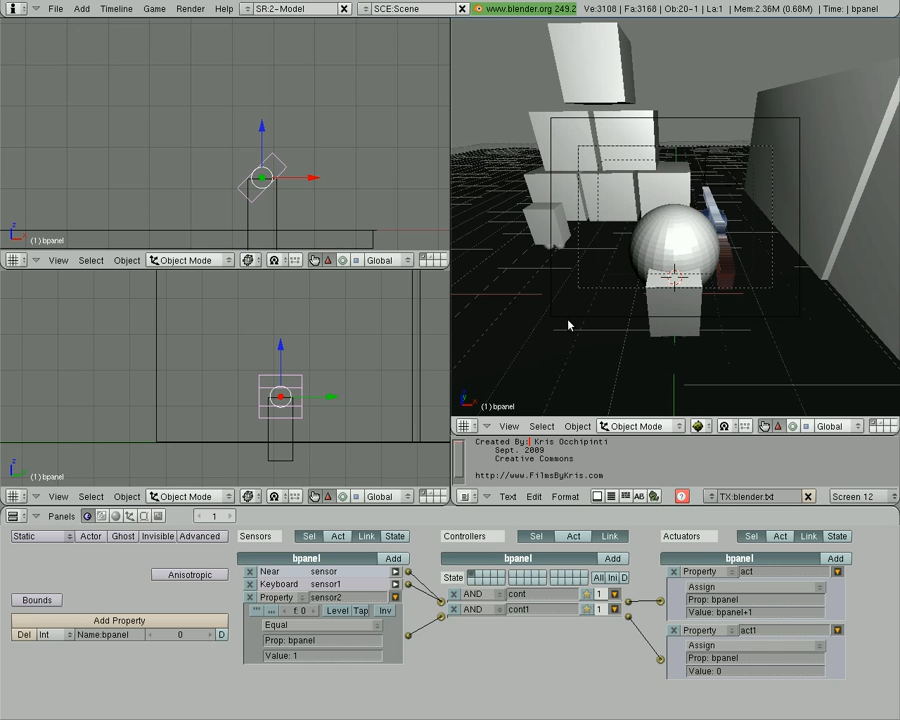 File Add Timeline Game Render Help SR:2-Model SCE:Scene www.blender.org 249.2 Ve:3108 | Fa:3168 | Ob:20-1 | La:1 | Mem:2.36M (0.68M) | Time: | bpanel
z
x
(1) bpanel
View Select Object Object Mode Global
z
y
(1) bpanel
View Select Object Object Mode Global
y
x
(1) bpanel
View Select Object Object Mode Global
Created By: Kris Occhipinti
Sept. 2009
Creative Commons
http://www.FilmsByKris.com
Text Edit Format AB TX:blender.txt Screen 12
Panels 1
Static Actor Ghost Invisible Advanced
Anisotropic
Bounds
Add Property
Del Int Name:bpanel 0 D
Sensors Sel Act Link State
bpanel Add
Near sensor
Keyboard sensor1
Property sensor2
f: 0 Level Tap Inv
Equal
Prop: bpanel
Value: 1
Controllers Sel Act Link
bpanel Add
State All Ini D
AND cont 1
AND cont1 1
Actuators Sel Act Link State
bpanel Add
Property act
Assign
Prop: bpanel
Value: bpanel+1
Property act1
Assign
Prop: bpanel
Value: 0